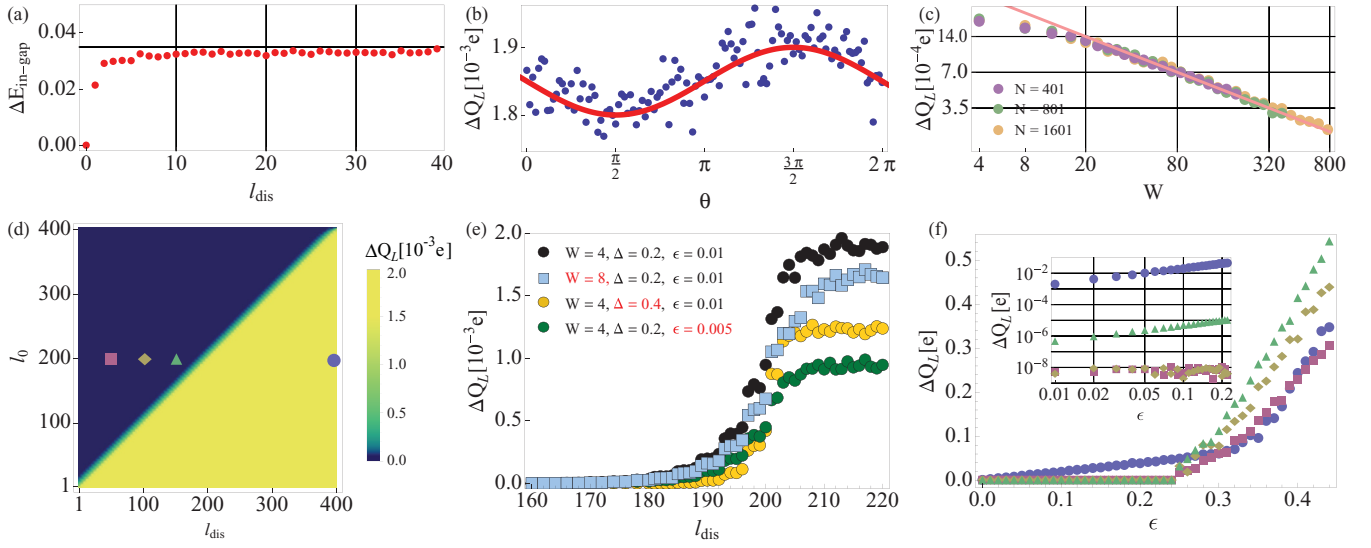 (a)
ΔE_in-gap
0.04
0.02
0.00
0 10 20 30 40
l_dis
(b)
ΔQ_L[10⁻³e]
1.9
1.8
0 π/2 π 3π/2 2π
θ
(c)
ΔQ_L[10⁻⁴e]
14.0
7.0
3.5
N = 401
N = 801
N = 1601
4 8 20 80 320 800
W
(d)
l_0
400
300
200
100
1
1 100 200 300 400
l_dis
ΔQ_L[10⁻³e]
2.0
1.5
1.0
0.5
0.0
(e)
ΔQ_L[10⁻³e]
2.0
1.5
1.0
0.5
0.0
W = 4, Δ = 0.2, ϵ = 0.01
W = 8, Δ = 0.2, ϵ = 0.01
W = 4, Δ = 0.4, ϵ = 0.01
W = 4, Δ = 0.2, ϵ = 0.005
160 170 180 190 200 210 220
l_dis
(f)
ΔQ_L[e]
0.5
0.4
0.3
0.2
0.1
0.0
ΔQ_L[e]
10⁻²
10⁻⁴
10⁻⁶
10⁻⁸
0.01 0.02 0.05 0.1 0.2
ϵ
0.0 0.1 0.2 0.3 0.4
ϵ